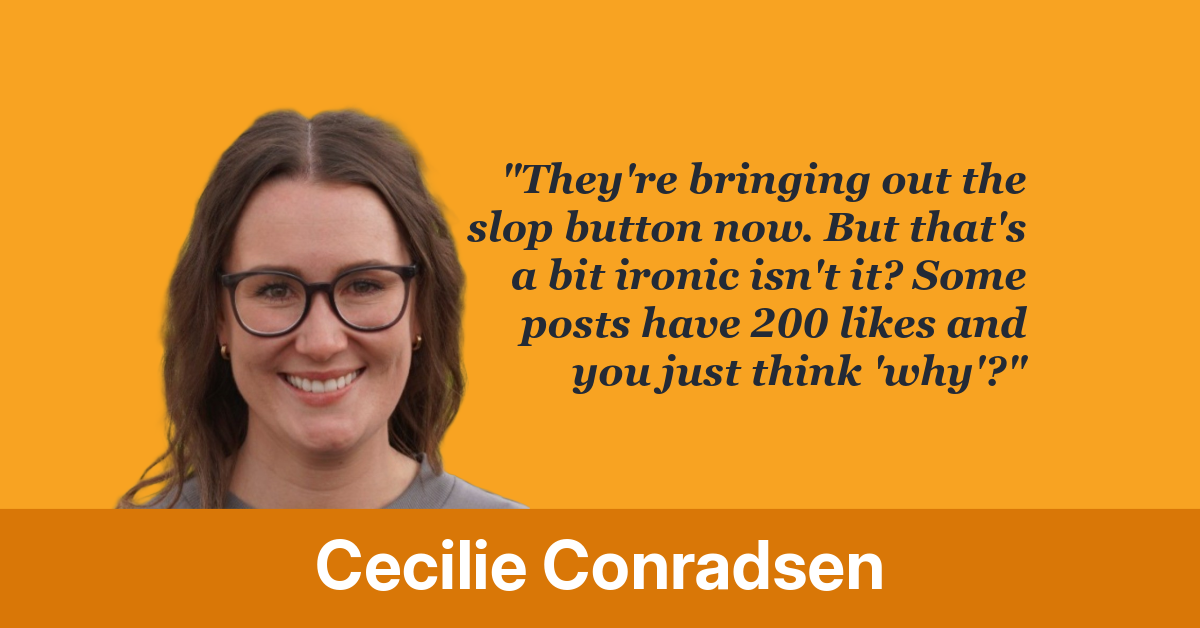 "They're bringing out the
slop button now. But that's
a bit ironic isn't it? Some
posts have 200 likes and
you just think 'why'?"
Cecilie Conradsen